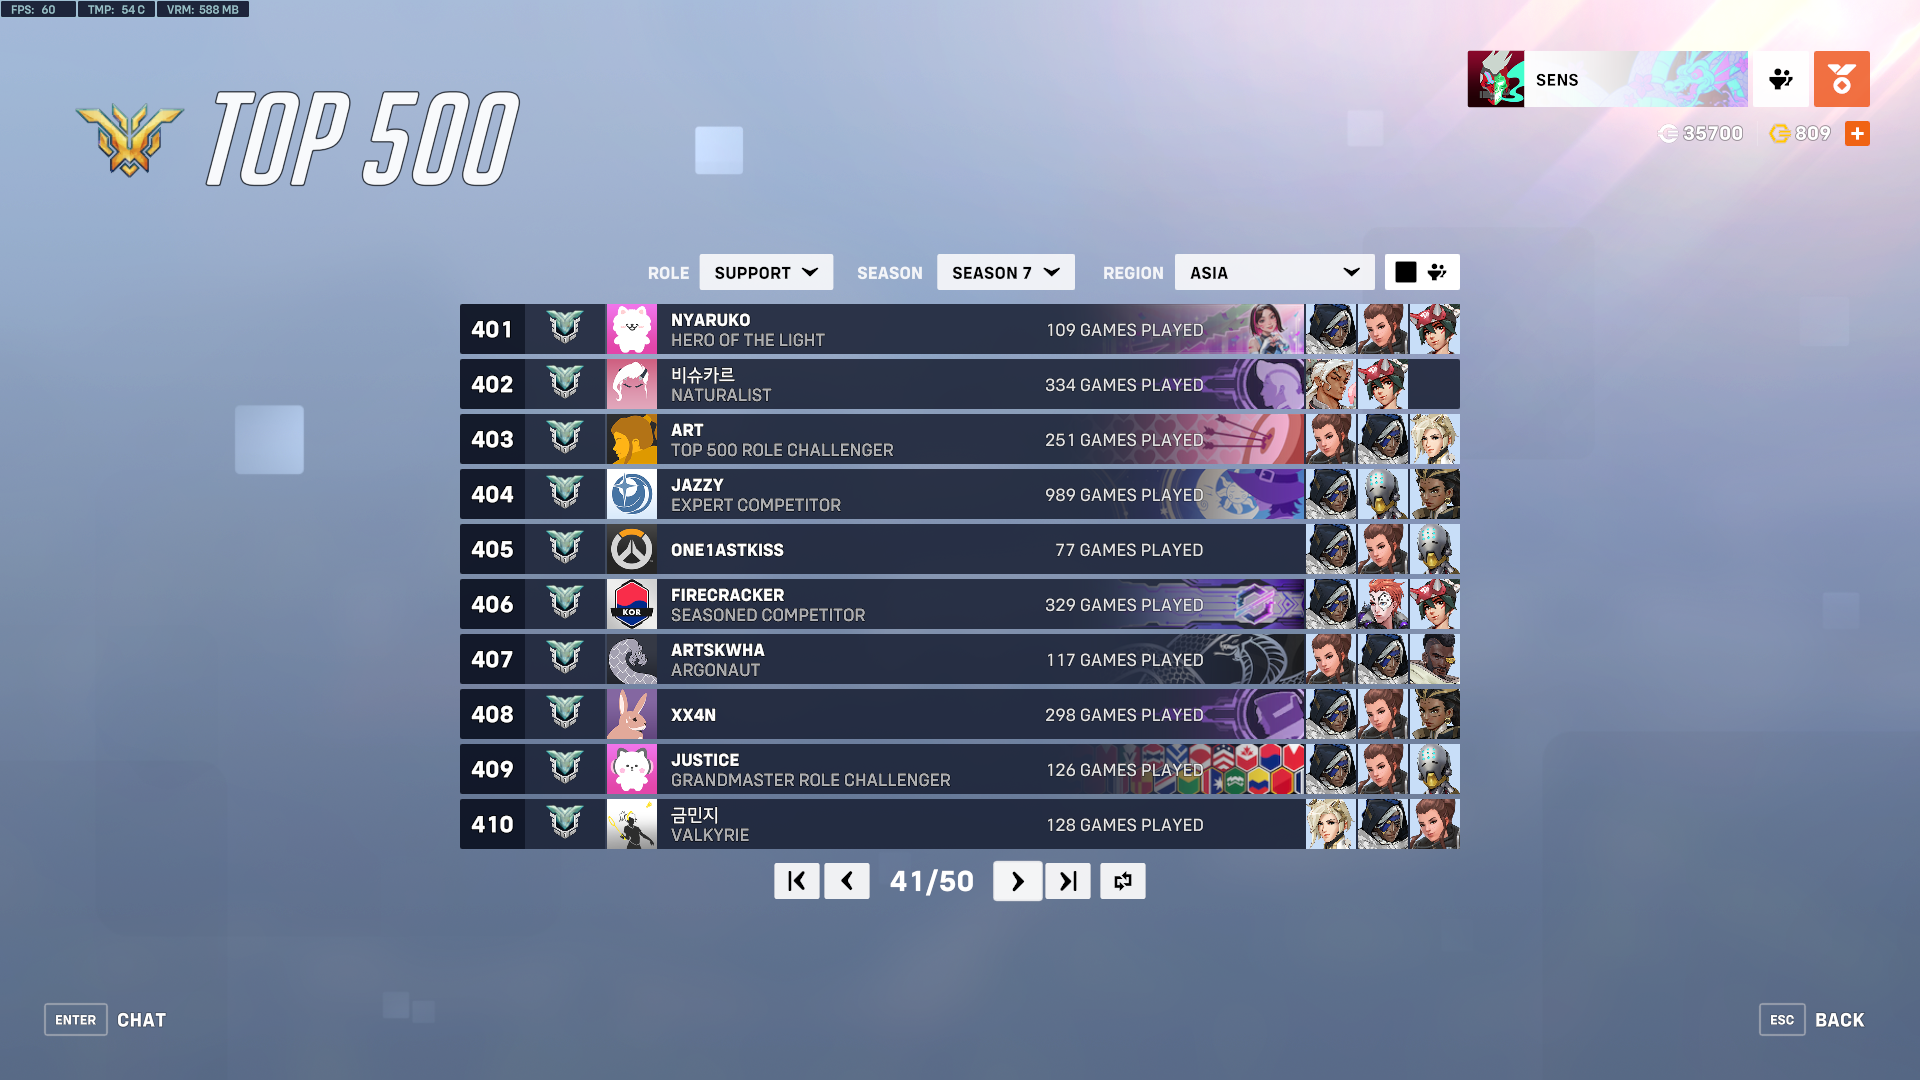 FPS: 60 TMP: 54 C VRM: 588 MB
TOP 500
SENS
35700 809
ROLE SUPPORT SEASON SEASON 7 REGION ASIA
401 NYARUKO HERO OF THE LIGHT 109 GAMES PLAYED
402 비슈카르 NATURALIST 334 GAMES PLAYED
403 ART TOP 500 ROLE CHALLENGER 251 GAMES PLAYED
404 JAZZY EXPERT COMPETITOR 989 GAMES PLAYED
405 ONE1ASTKISS 77 GAMES PLAYED
406 KOR FIRECRACKER SEASONED COMPETITOR 329 GAMES PLAYED
407 ARTSKWHA ARGONAUT 117 GAMES PLAYED
408 XX4N 298 GAMES PLAYED
409 JUSTICE GRANDMASTER ROLE CHALLENGER 126 GAMES PLAYED
410 금민지 VALKYRIE 128 GAMES PLAYED
41/50
ENTER CHAT
ESC BACK